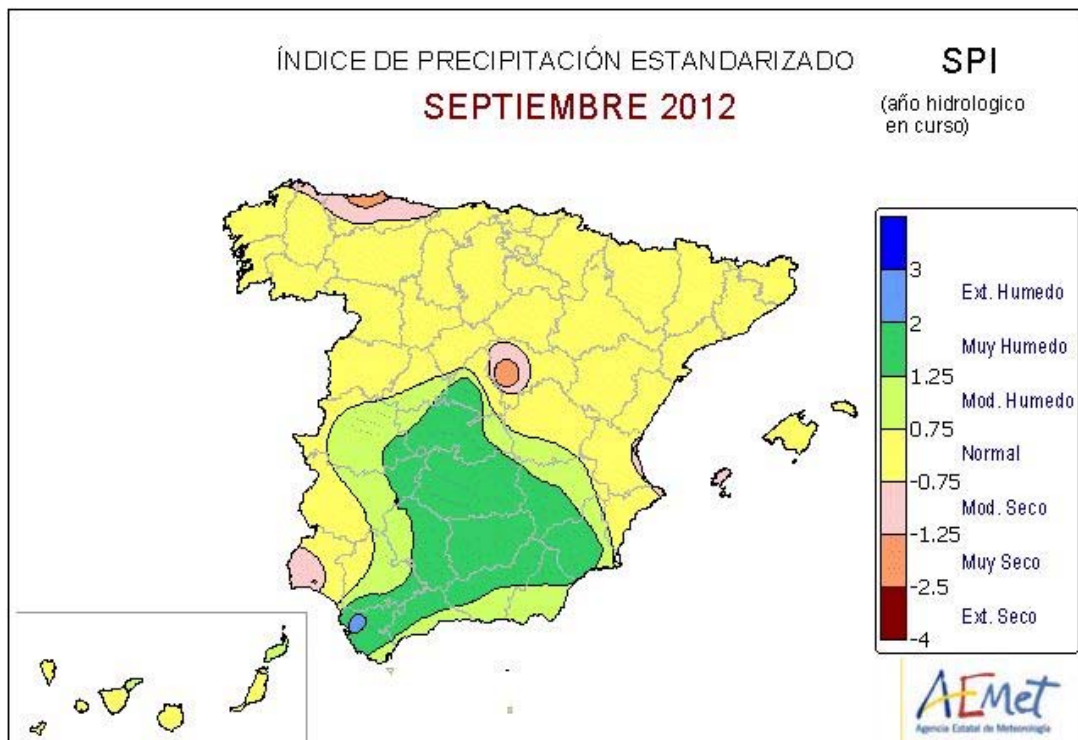 ÍNDICE DE PRECIPITACIÓN ESTANDARIZADO
SEPTIEMBRE 2012
SPI
(año hidrologico
en curso)
3
Ext. Humedo
2
Muy Humedo
1.25
Mod. Humedo
0.75
Normal
-0.75
Mod. Seco
-1.25
Muy Seco
-2.5
Ext. Seco
-4
AEMet
Agencia Estatal de Meteorología